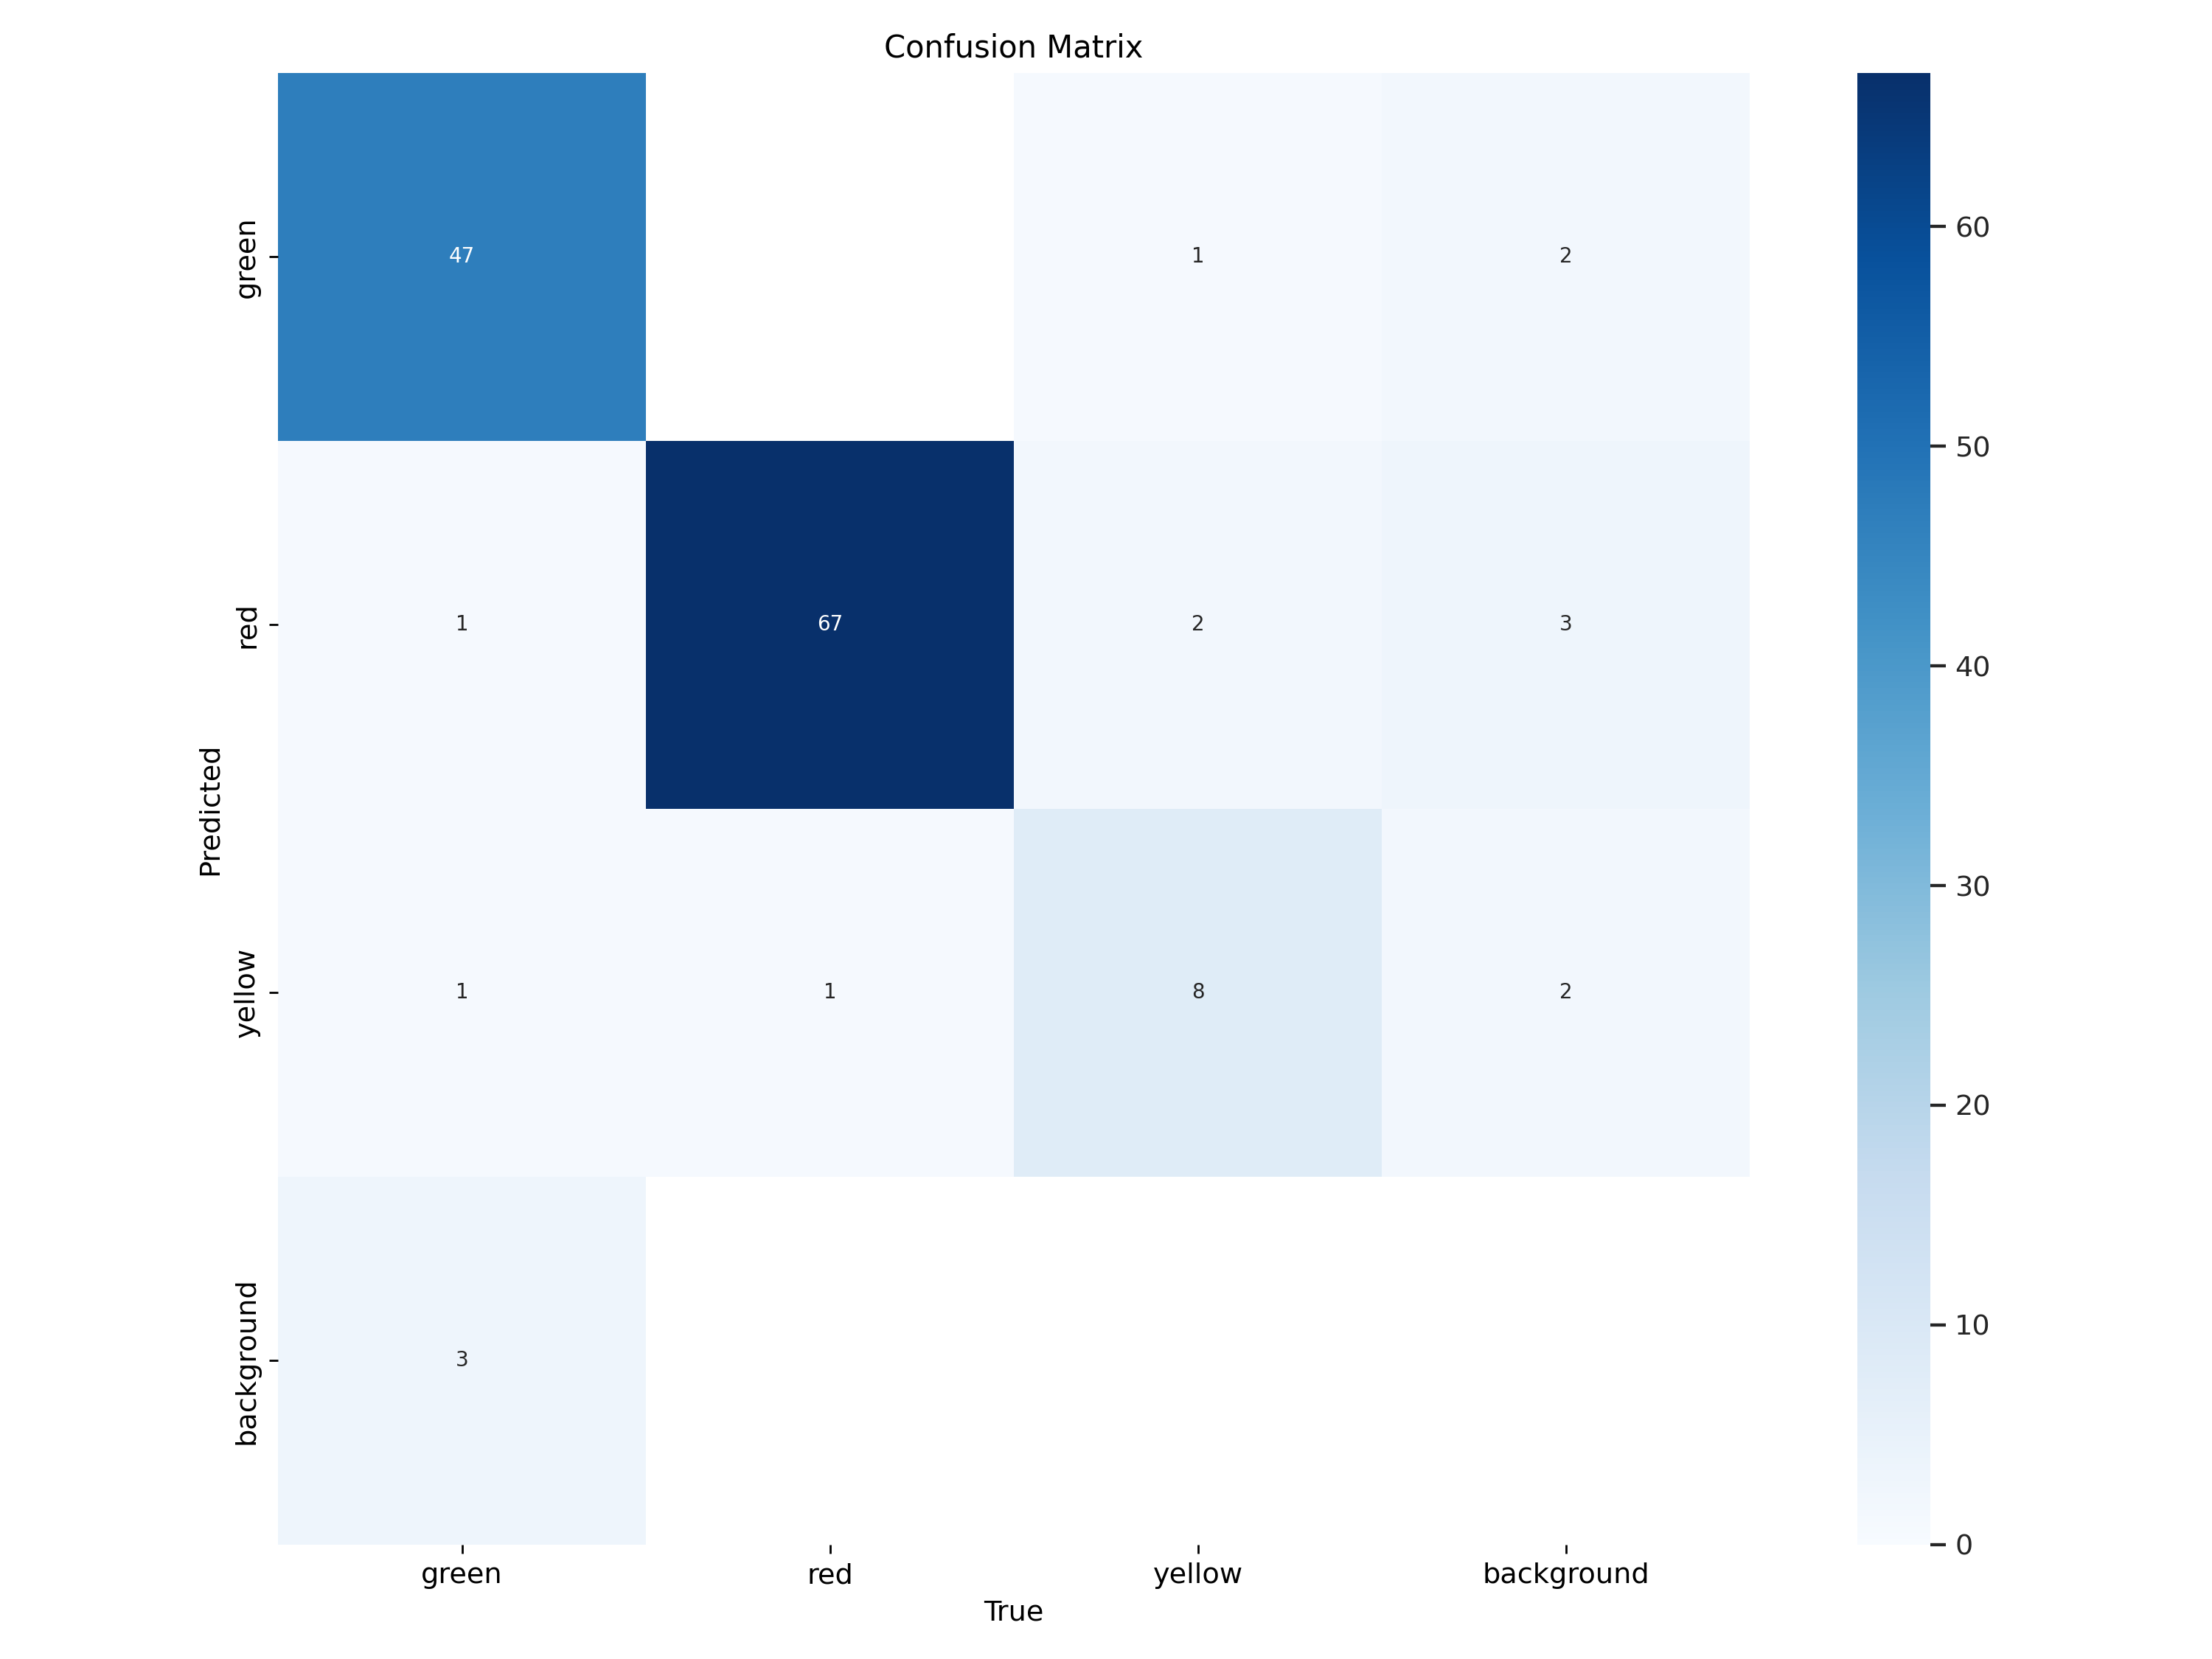 Confusion Matrix
green
47
1
2
60
50
red
1
67
2
3
40
Predicted
30
yellow
1
1
8
2
20
10
background
3
0
green
red
yellow
background
True